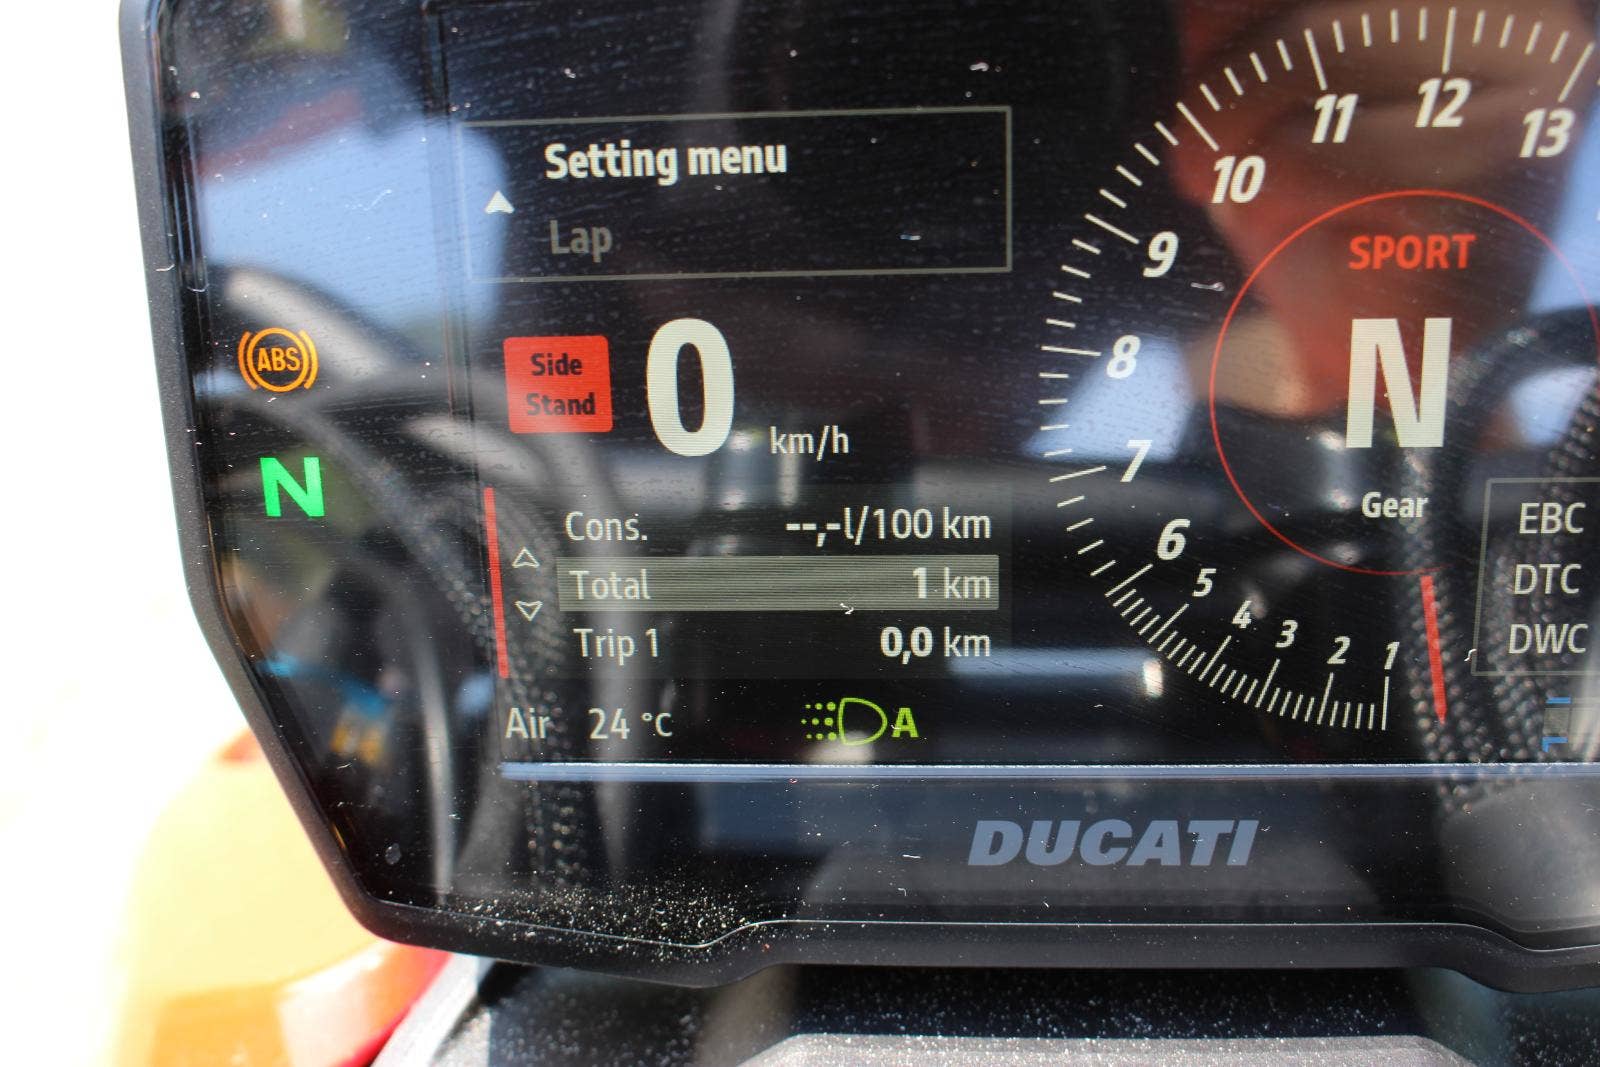 Setting menu
Lap
ABS
N
Side
Stand
0
km/h
Cons. --,-l/100 km
Total 1 km
Trip 1 0,0 km
Air 24 °C
A
1
2
3
4
5
6
7
8
9
10
11
12
13
SPORT
N
Gear
EBC
DTC
DWC
DUCATI